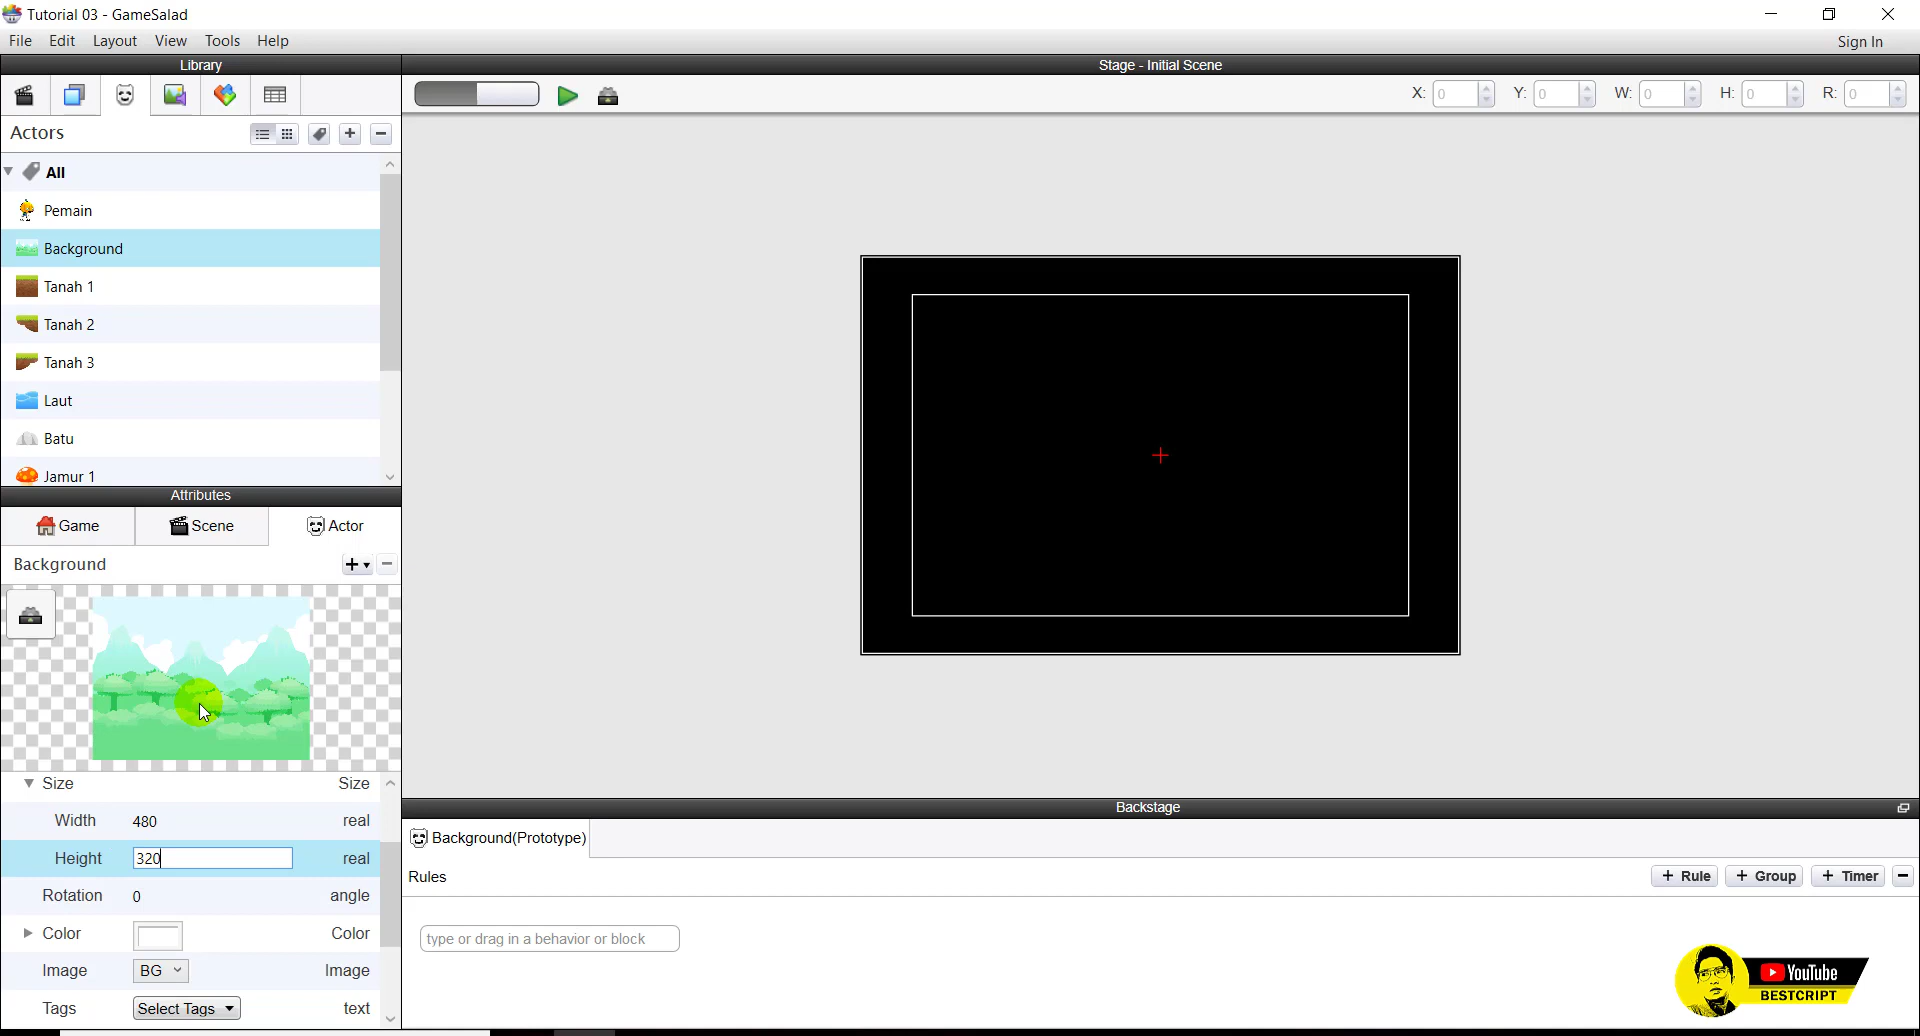 Tutorial 03 - GameSalad
File Edit Layout View Tools Help
Sign In
Library
Stage - Initial Scene
X: 0 Y: 0 W: 0 H: 0 R: 0
Actors
All
Pemain
Background
Tanah 1
Tanah 2
Tanah 3
Laut
Batu
Jamur 1
Attributes
Game Scene Actor
Background
Size Size
Width 480 real
Height 320 real
Rotation 0 angle
Color Color
Image BG Image
Tags Select Tags text
Backstage
Background(Prototype)
Rules
+ Rule + Group + Timer
type or drag in a behavior or block
YouTube
BESTCRIPT